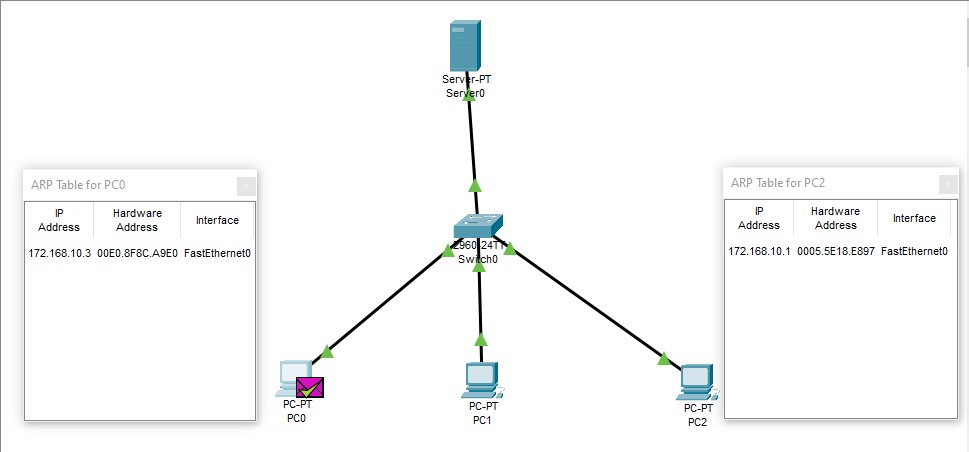 Server-PT
Server0
ARP Table for PC0
x
IP
Address
Hardware
Address
Interface
172.168.10.3 00E0.8F8C.A9E0 FastEthernet0
ARP Table for PC2
x
IP
Address
Hardware
Address
Interface
172.168.10.1 0005.5E18.E897 FastEthernet0
2960-24TT
Switch0
PC-PT
PC0
PC-PT
PC1
PC-PT
PC2